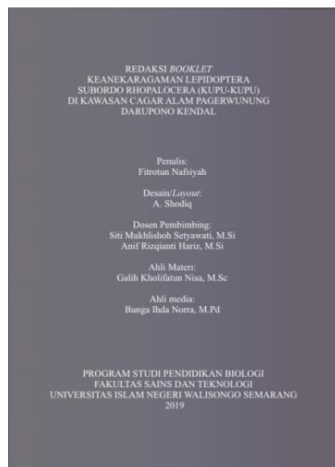 REDAKSI BOOKLET
KEANEKARAGAMAN LEPIDOPTERA
SUBORDO RHOPALOCERA (KUPU-KUPU)
DI KAWASAN CAGAR ALAM PAGERWUNUNG
DARUPONO KENDAL
Penulis:
Fitrotun Nafsiyah
Desain/Layout:
A. Shodiq
Dosen Pembimbing:
Siti Mukhlishoh Setyawati, M.Si
Anif Rizqianti Hariz, M.Si
Ahli Materi:
Galih Kholifatun Nisa, M.Sc
Ahli media:
Bunga Ihda Norra, M.Pd
PROGRAM STUDI PENDIDIKAN BIOLOGI
FAKULTAS SAINS DAN TEKNOLOGI
UNIVERSITAS ISLAM NEGERI WALISONGO SEMARANG
2019